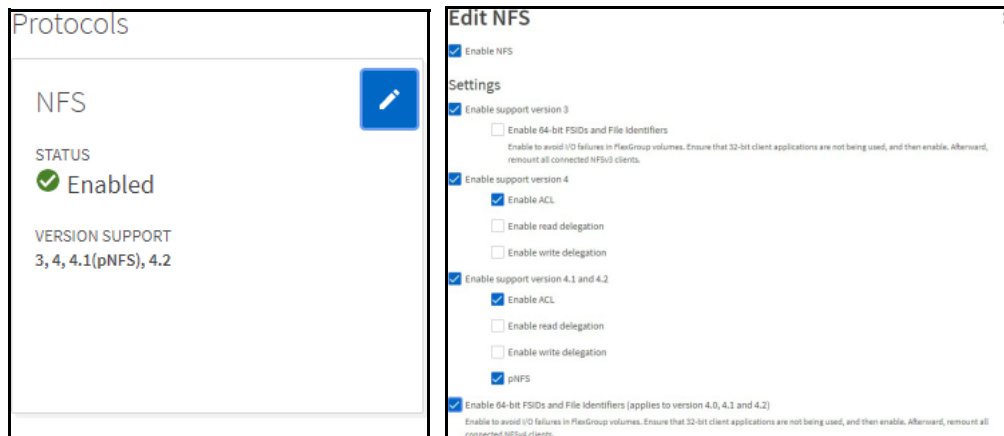 Protocols
NFS
STATUS
Enabled
VERSION SUPPORT
3, 4, 4.1(pNFS), 4.2
Edit NFS
Enable NFS
Settings
Enable support version 3
Enable 64-bit FSIDs and File Identifiers
Enable to avoid I/O failures in FlexGroup volumes. Ensure that 32-bit client applications are not being used, and then enable. Afterward,
remount all connected NFSv3 clients.
Enable support version 4
Enable ACL
Enable read delegation
Enable write delegation
Enable support version 4.1 and 4.2
Enable ACL
Enable read delegation
Enable write delegation
pNFS
Enable 64-bit FSIDs and File Identifiers (applies to version 4.0, 4.1 and 4.2)
Enable to avoid I/O failures in FlexGroup volumes. Ensure that 32-bit client applications are not being used, and then enable. Afterward, remount all
connected NFSv4 clients.